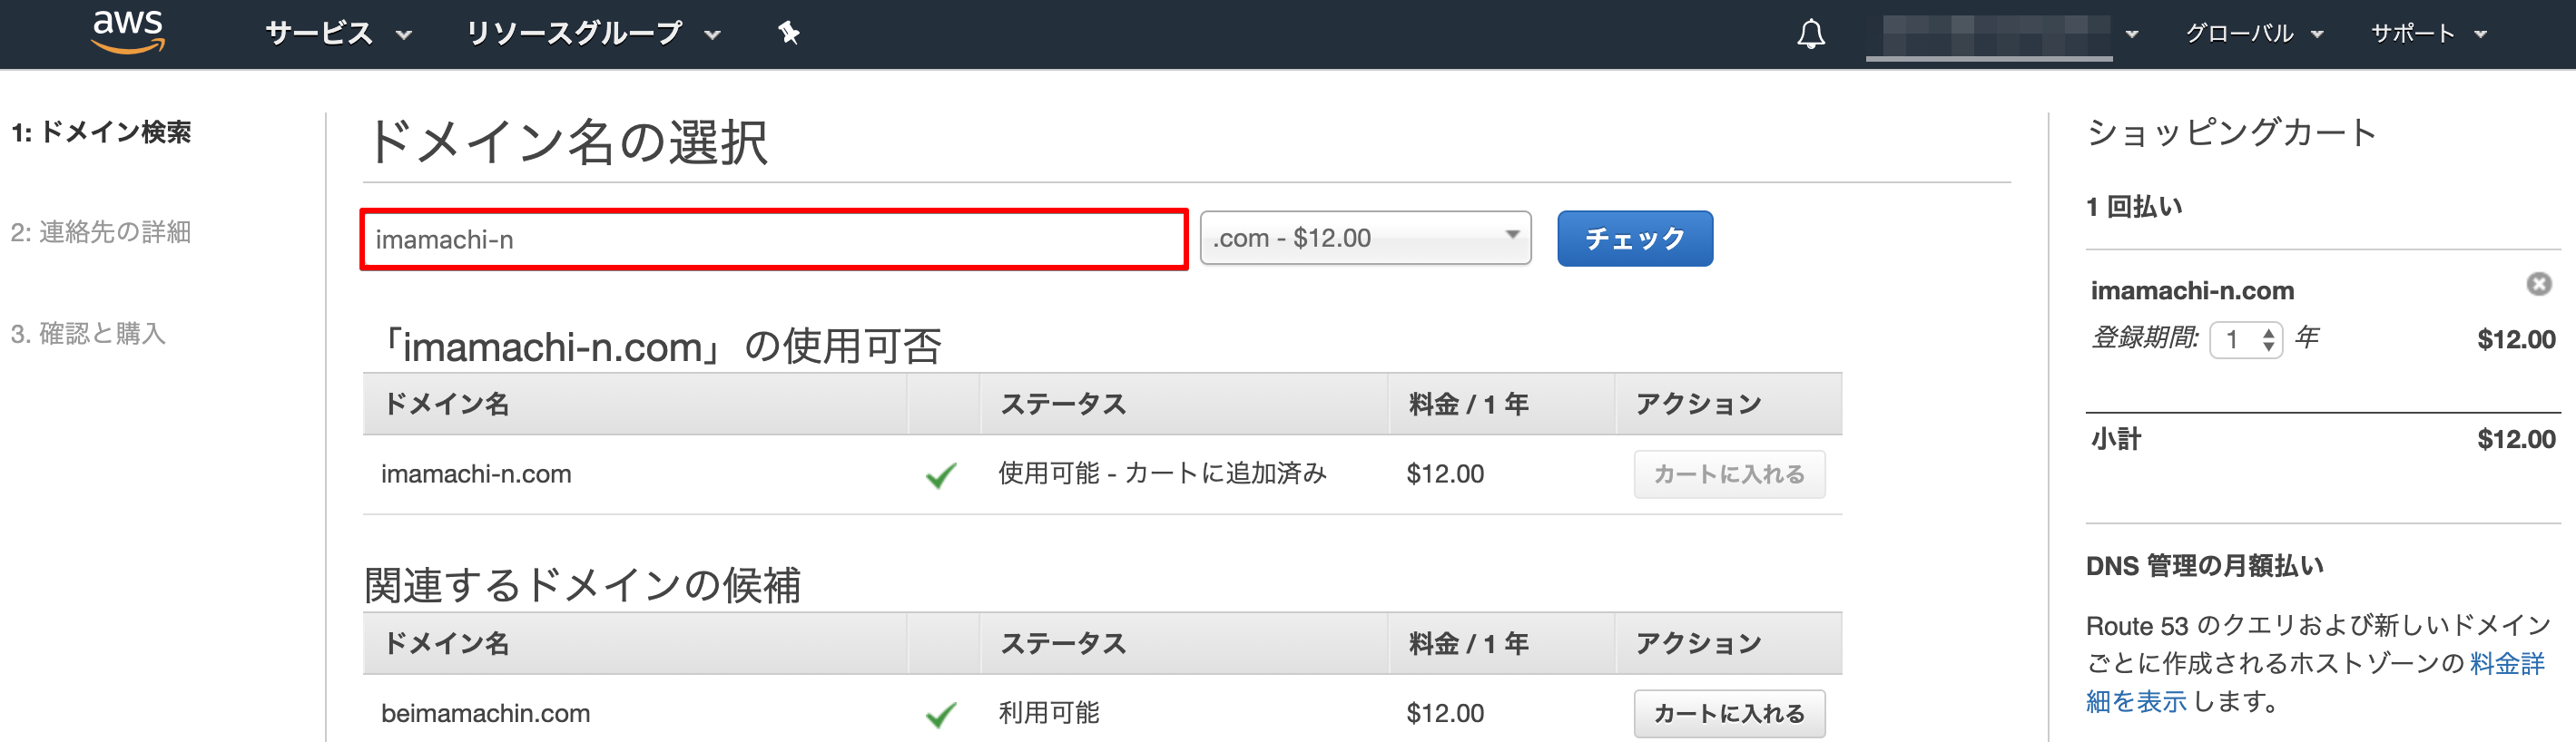 aws サービス リソースグループ グローバル サポート
1: ドメイン検索
2: 連絡先の詳細
3. 確認と購入
ドメイン名の選択
imamachi-n .com - $12.00 チェック
「imamachi-n.com」の使用可否
ドメイン名 ステータス 料金 / 1 年 アクション
imamachi-n.com 使用可能 - カートに追加済み $12.00 カートに入れる
関連するドメインの候補
ドメイン名 ステータス 料金 / 1 年 アクション
beimamachin.com 利用可能 $12.00 カートに入れる
ショッピングカート
1 回払い
imamachi-n.com
登録期間: 1 年 $12.00
小計 $12.00
DNS 管理の月額払い
Route 53 のクエリおよび新しいドメイン
ごとに作成されるホストゾーンの 料金詳
細を表示 します。